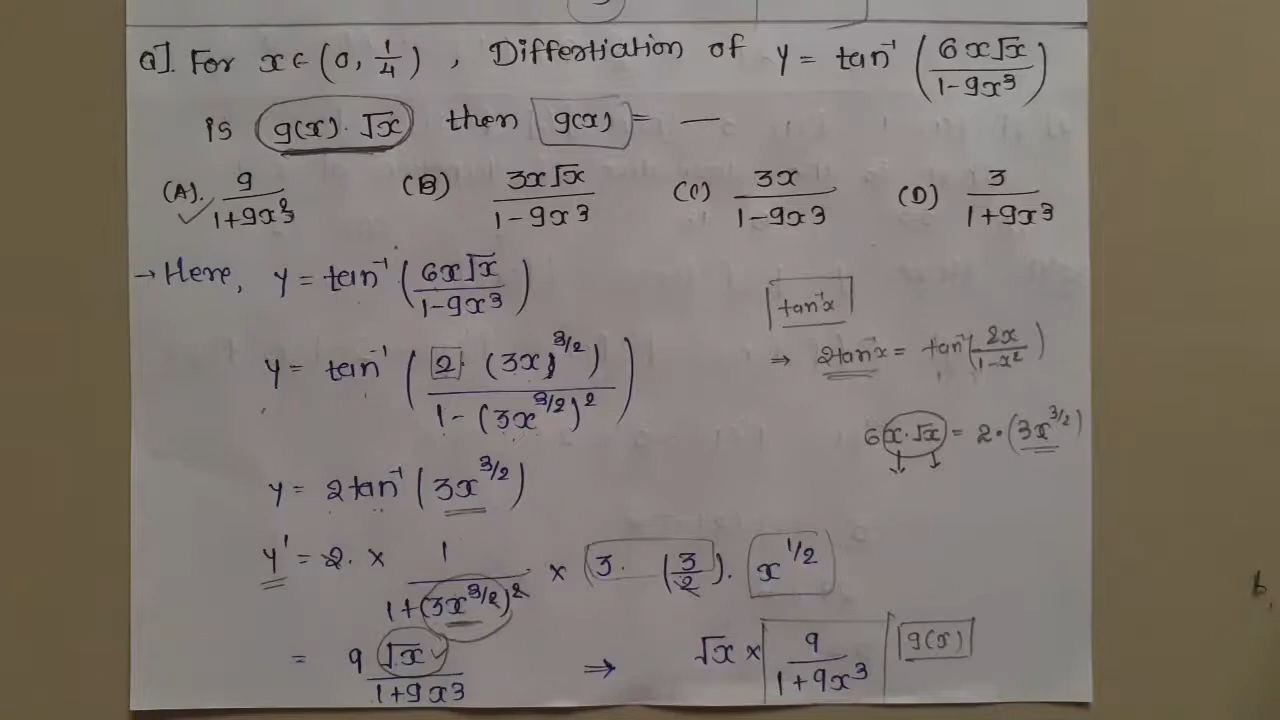 Q]. For x ∈ (0, 1/4), Differtiation of y = tan⁻¹ (6x√x / 1-9x³)
is g(x)·√x then g(x) = —
(A). 9 / 1+9x³ (B) 3x√x / 1-9x³ (C) 3x / 1-9x³ (D) 3 / 1+9x³
→ Here, y = tan⁻¹ (6x√x / 1-9x³)
tan⁻¹x
y = tan⁻¹ (2·(3x)^3/2) / 1-(3x^3/2)²)
⇒ 2tan⁻¹x = tan⁻¹(2x / 1-x²)
6x·√x = 2·(3x^3/2)
y = 2tan⁻¹ (3x^3/2)
y' = 2· × 1 / 1+(3x^3/2)² × 3· (3/2)· x^1/2
= 9√x / 1+9x³ ⇒ √x × 9 / 1+9x³ g(x)